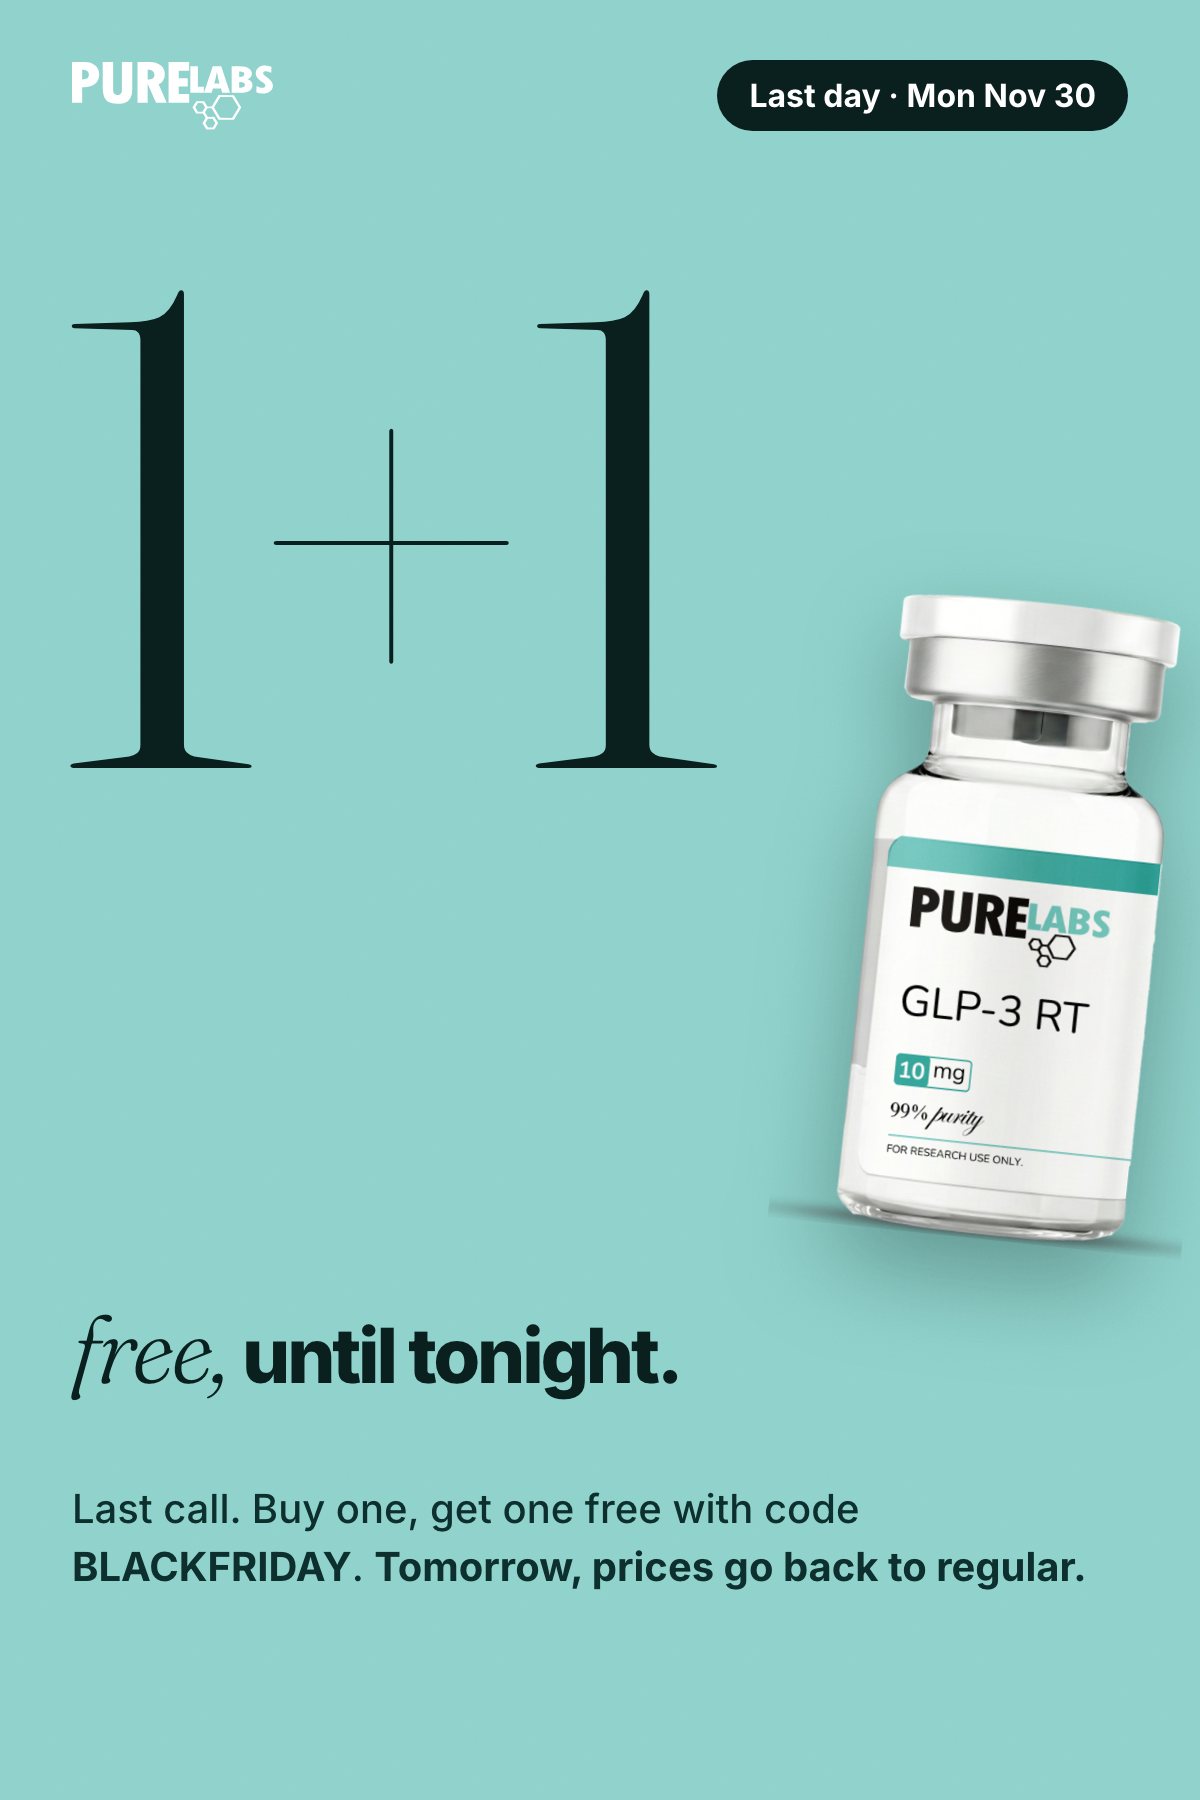 PURELABS
Last day · Mon Nov 30
1+1
PURELABS
GLP-3 RT
10 mg
99% purity
FOR RESEARCH USE ONLY.
free, until tonight.
Last call. Buy one, get one free with code
BLACKFRIDAY. Tomorrow, prices go back to regular.